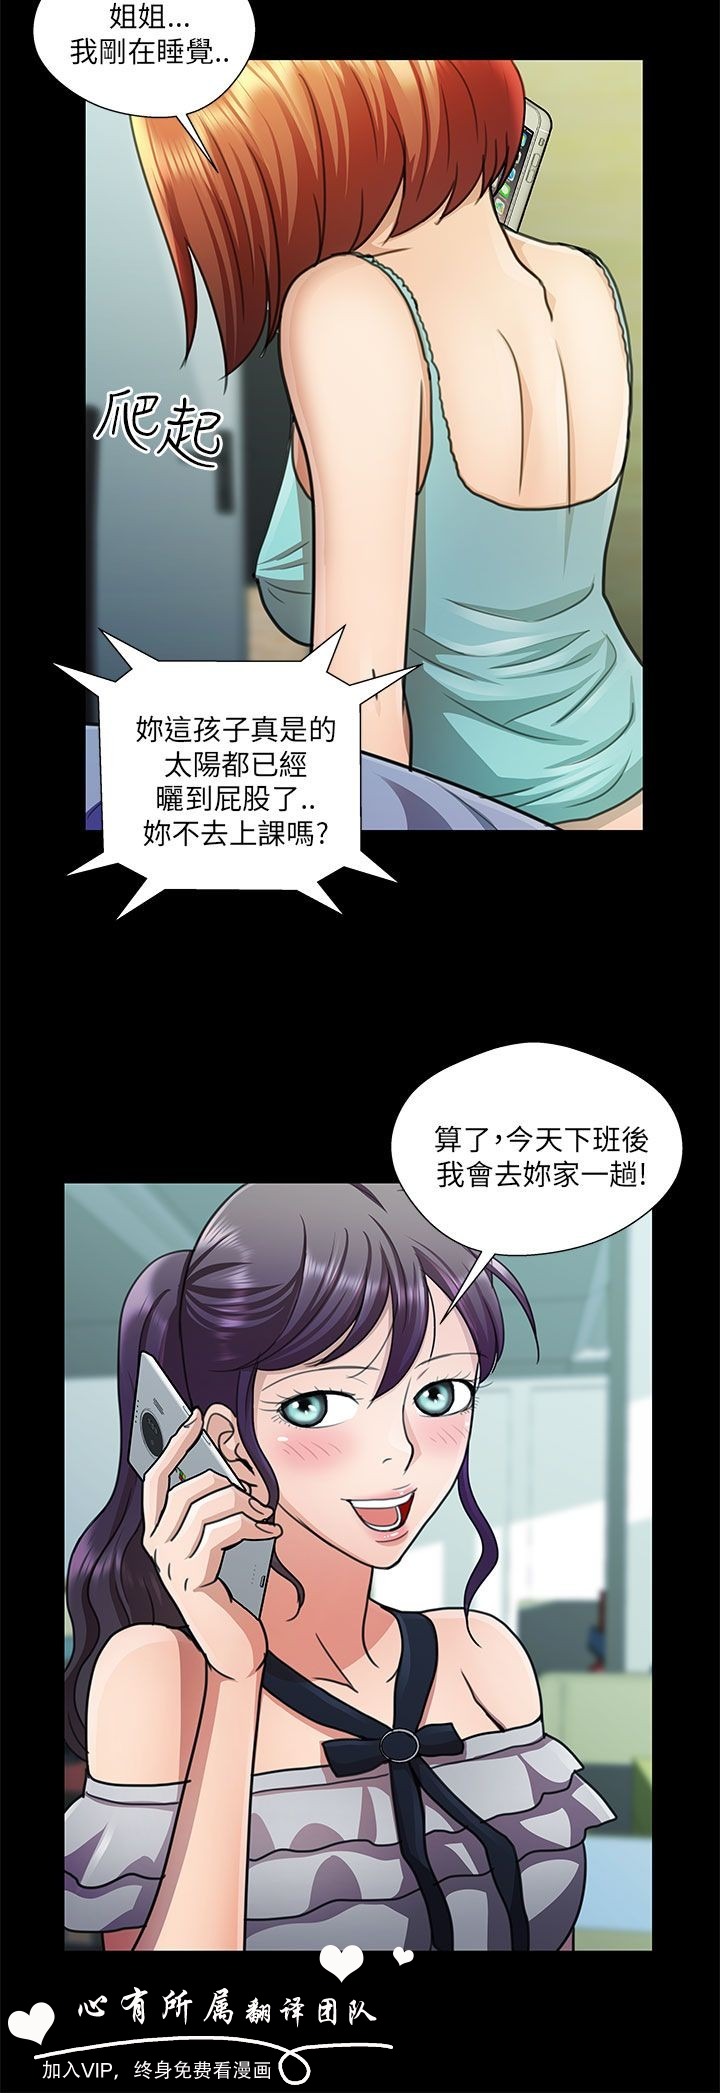 姐姐...
我剛在睡覺..
爬起
妳這孩子真是的
太陽都已經
曬到屁股了..
妳不去上課嗎?
算了,今天下班後
我會去妳家一趟!
心有所属翻译团队
加入VIP，终身免费看漫画